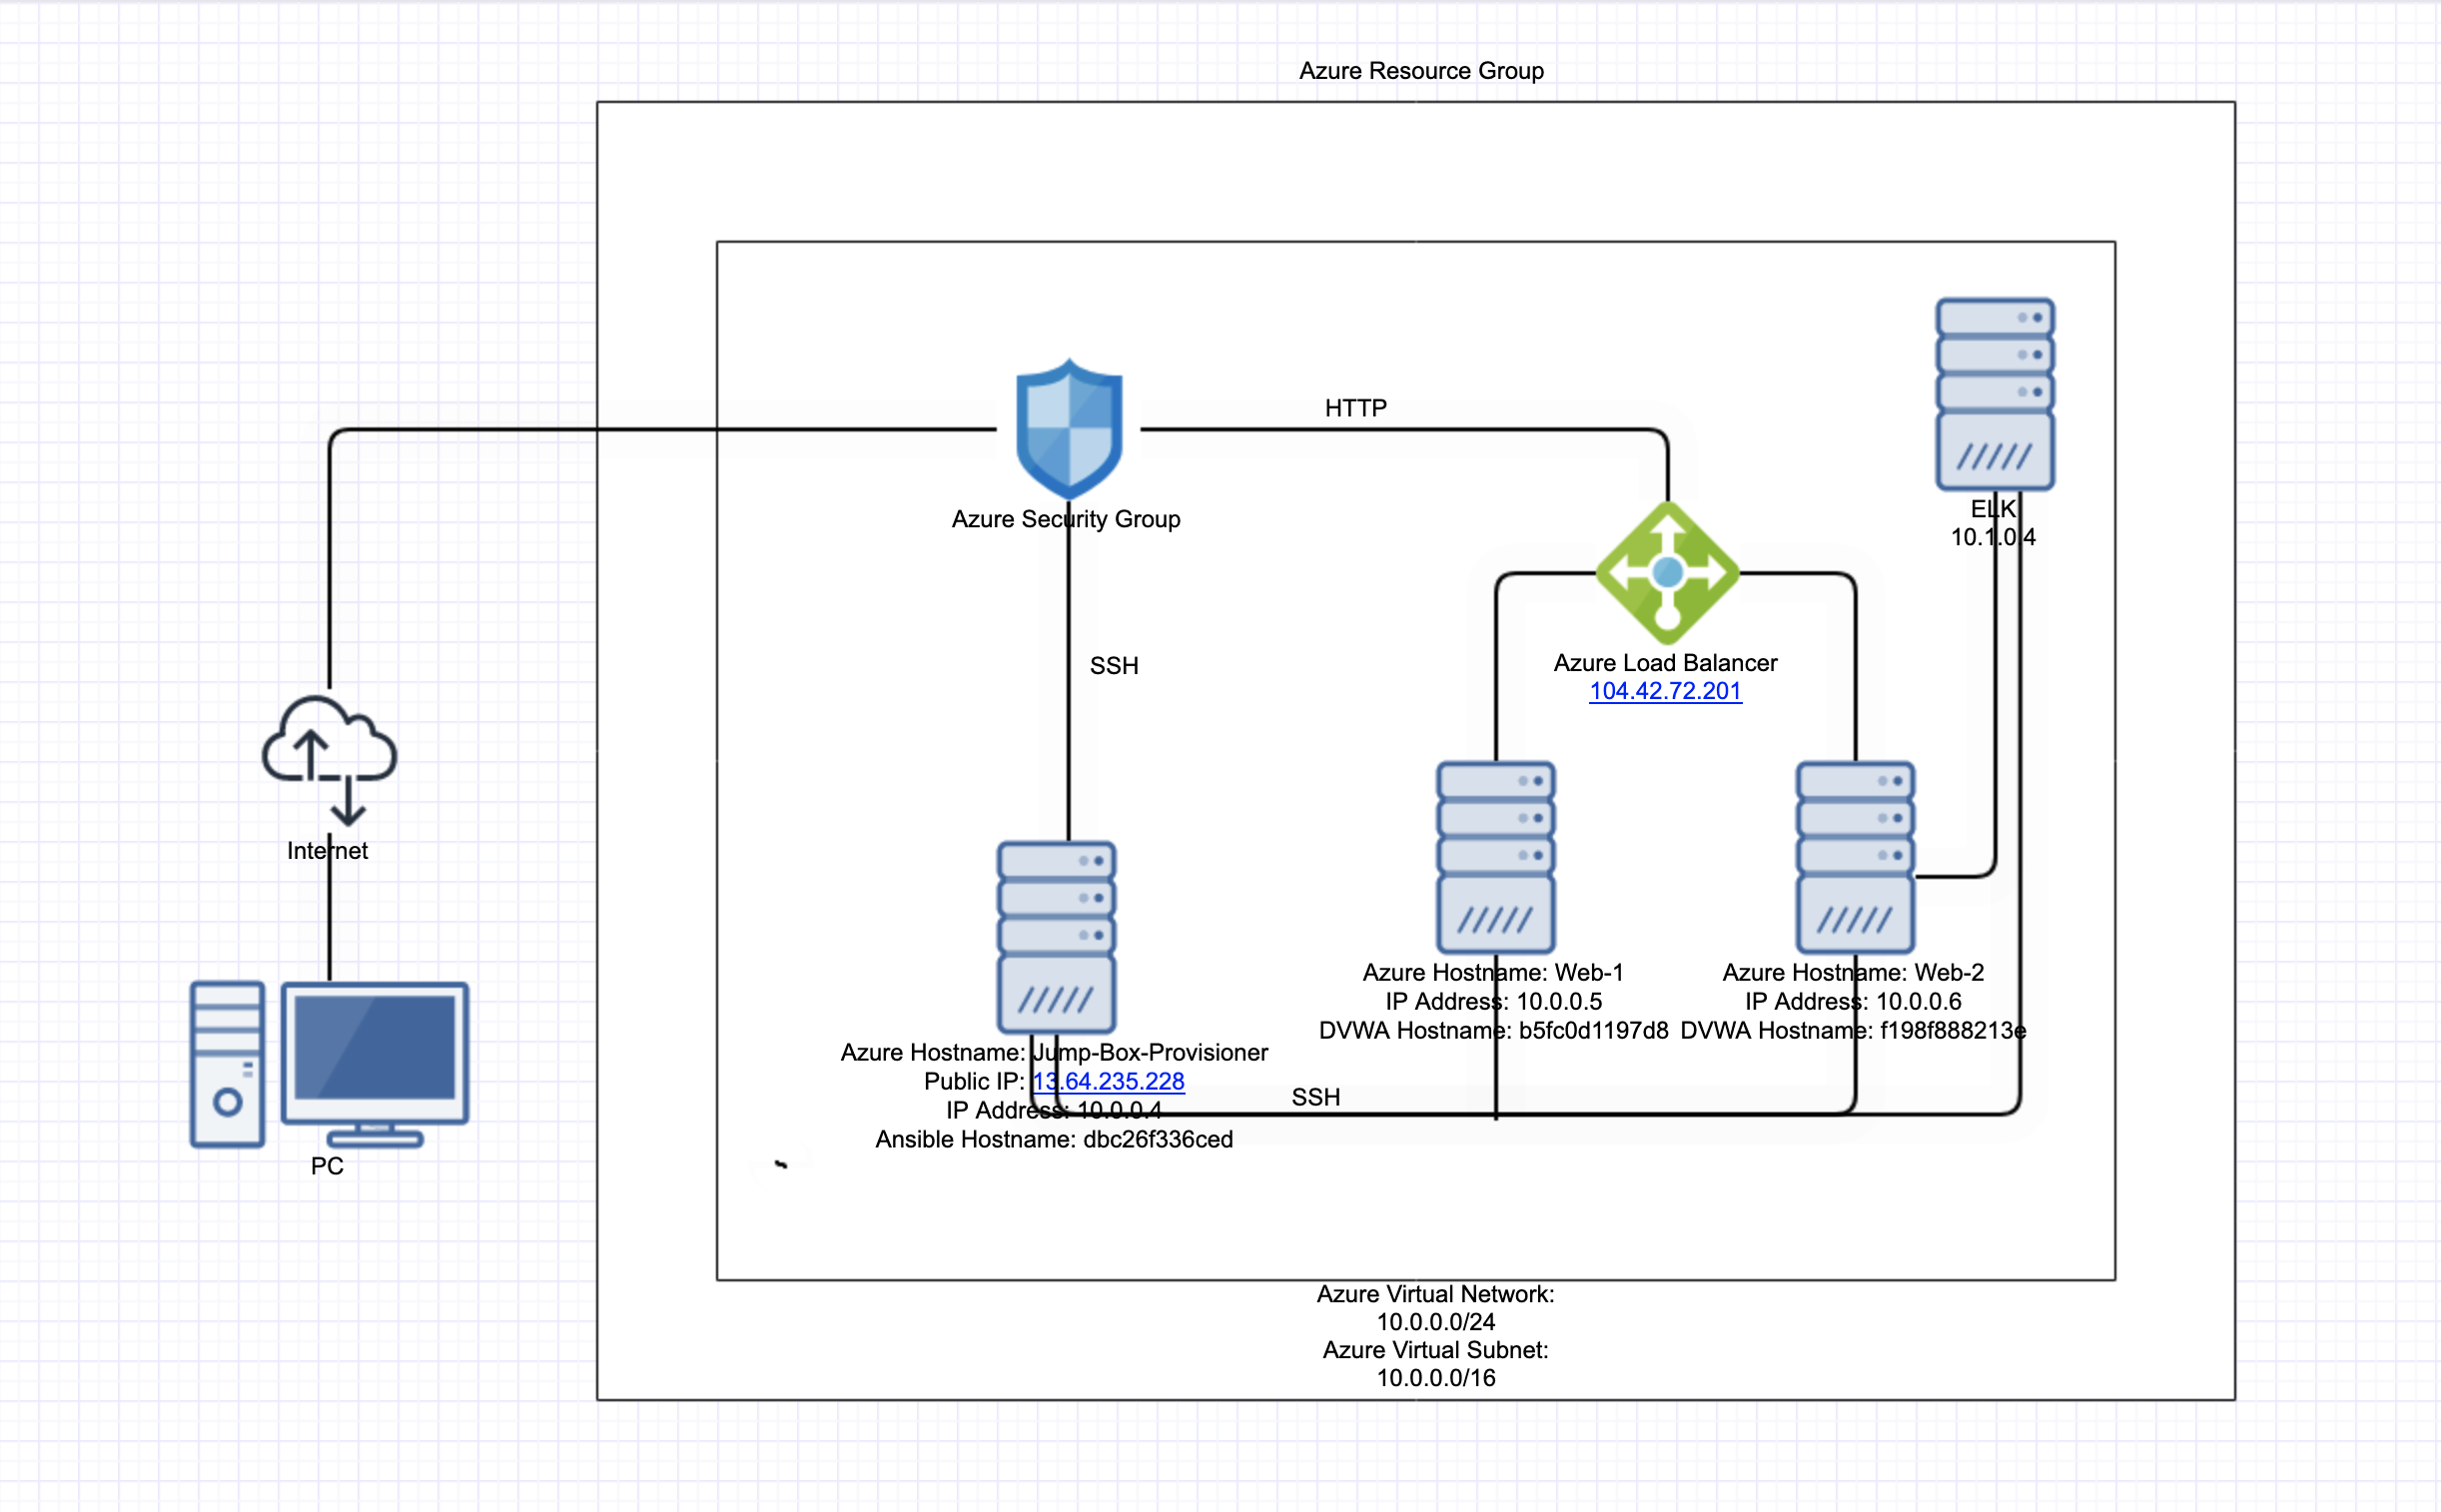 Azure Resource Group
HTTP
Azure Security Group
ELK
10.1.0.4
SSH
Azure Load Balancer
104.42.72.201
Internet
Azure Hostname: Web-1
IP Address: 10.0.0.5
DVWA Hostname: b5fc0d1197d8
Azure Hostname: Web-2
IP Address: 10.0.0.6
DVWA Hostname: f198f888213e
Azure Hostname: Jump-Box-Provisioner
Public IP: 13.64.235.228
IP Address: 10.0.0.4
Ansible Hostname: dbc26f336ced
SSH
PC
Azure Virtual Network:
10.0.0.0/24
Azure Virtual Subnet:
10.0.0.0/16